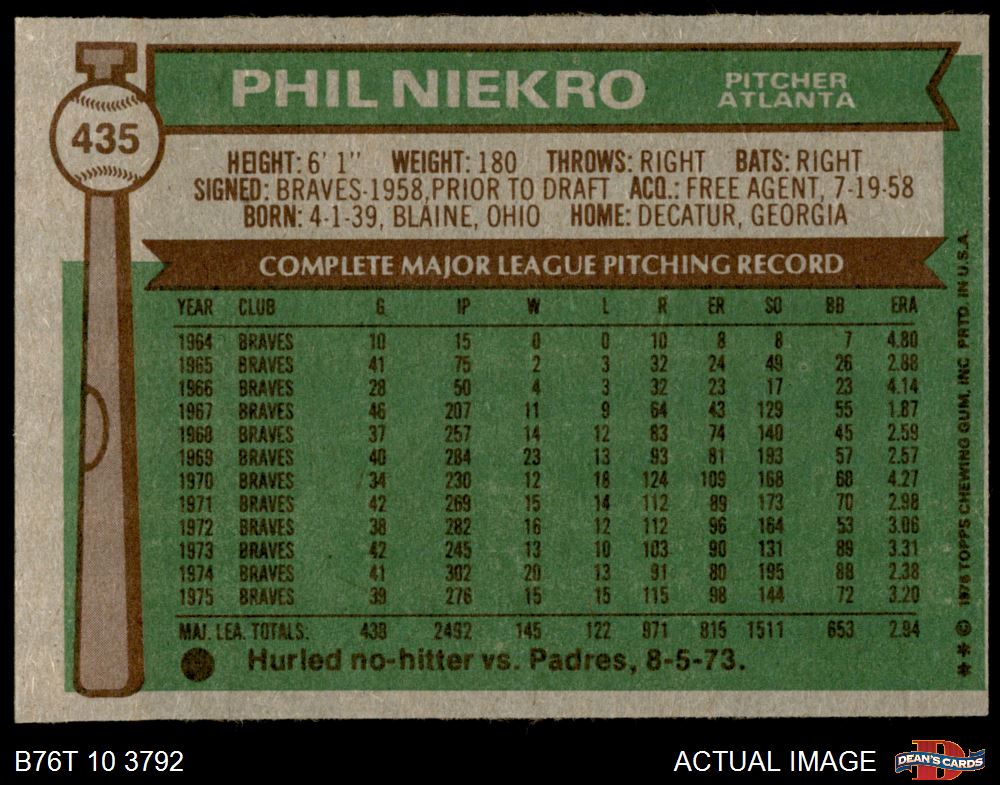 PHIL NIEKRO
PITCHER
ATLANTA
435
HEIGHT: 6' 1" WEIGHT: 180 THROWS: RIGHT BATS: RIGHT
SIGNED: BRAVES-1958, PRIOR TO DRAFT ACQ.: FREE AGENT, 7-19-58
BORN: 4-1-39, BLAINE, OHIO HOME: DECATUR, GEORGIA
COMPLETE MAJOR LEAGUE PITCHING RECORD
YEAR CLUB G IP W L R ER SO BB ERA
1964 BRAVES 10 15 0 0 10 8 8 7 4.80
1965 BRAVES 41 75 2 3 32 24 49 26 2.88
1966 BRAVES 28 50 4 3 32 23 17 23 4.14
1967 BRAVES 46 207 11 9 64 43 129 55 1.87
1968 BRAVES 37 257 14 12 83 74 140 45 2.59
1969 BRAVES 40 284 23 13 93 81 193 57 2.57
1970 BRAVES 34 230 12 18 124 109 168 68 4.27
1971 BRAVES 42 269 15 14 112 89 173 70 2.98
1972 BRAVES 38 282 16 12 112 96 164 53 3.06
1973 BRAVES 42 245 13 10 103 90 131 89 3.31
1974 BRAVES 41 302 20 13 91 80 195 88 2.38
1975 BRAVES 39 276 15 15 115 98 144 72 3.20
MAJ. LEA. TOTALS: 438 2492 145 122 971 815 1511 653 2.94
Hurled no-hitter vs. Padres, 8-5-73.
** © 1976 TOPPS CHEWING GUM, INC PRTD. IN U.S.A.
B76T 10 3792
ACTUAL IMAGE
D
DEAN'S CARDS